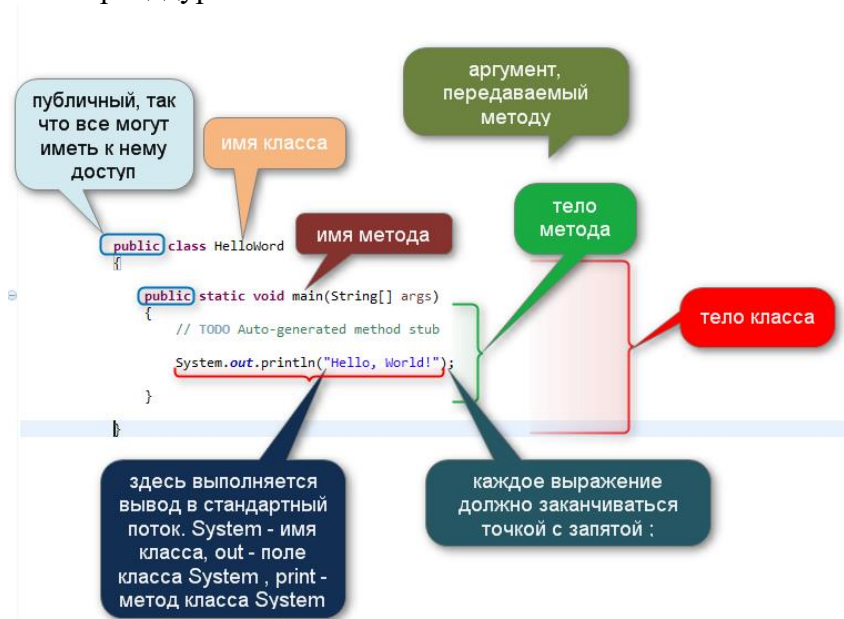 аргумент,
передаваемый
методу
публичный, так
что все могут
иметь к нему
доступ
имя класса
тело
метода
имя метода
public class HelloWord
{
public static void main(String[] args)
{
// TODO Auto-generated method stub
System.out.println("Hello, World!");
}
}
тело класса
здесь выполняется
вывод в стандартный
поток. System - имя
класса, out - поле
класса System , print -
метод класса System
каждое выражение
должно заканчиваться
точкой с запятой ;